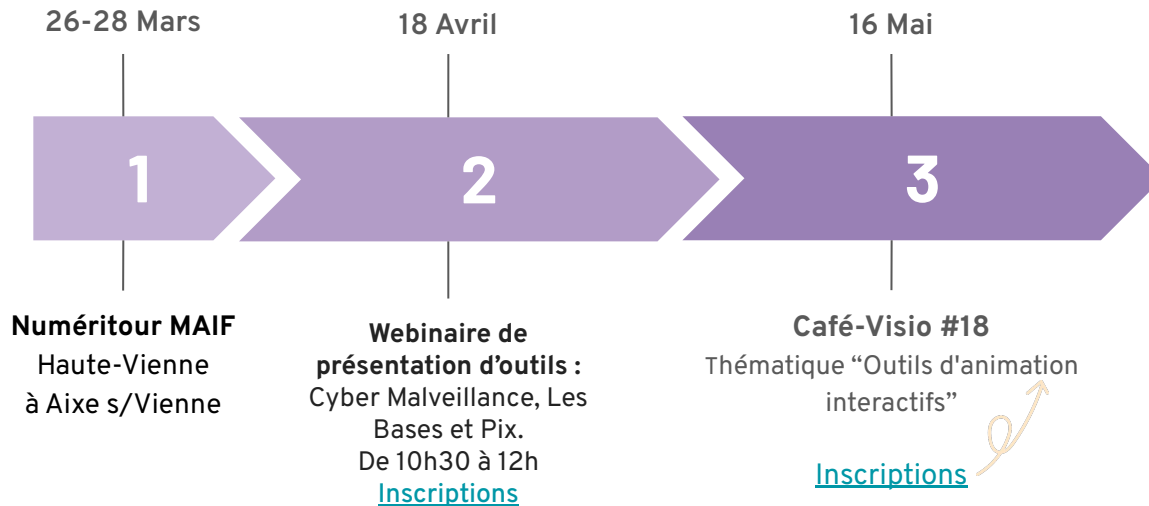 26-28 Mars
18 Avril
16 Mai
1
2
3
Numéritour MAIF
Haute-Vienne
à Aixe s/Vienne
Webinaire de
présentation d’outils :
Cyber Malveillance, Les
Bases et Pix.
De 10h30 à 12h
Inscriptions
Café-Visio #18
Thématique “Outils d'animation
interactifs”
Inscriptions